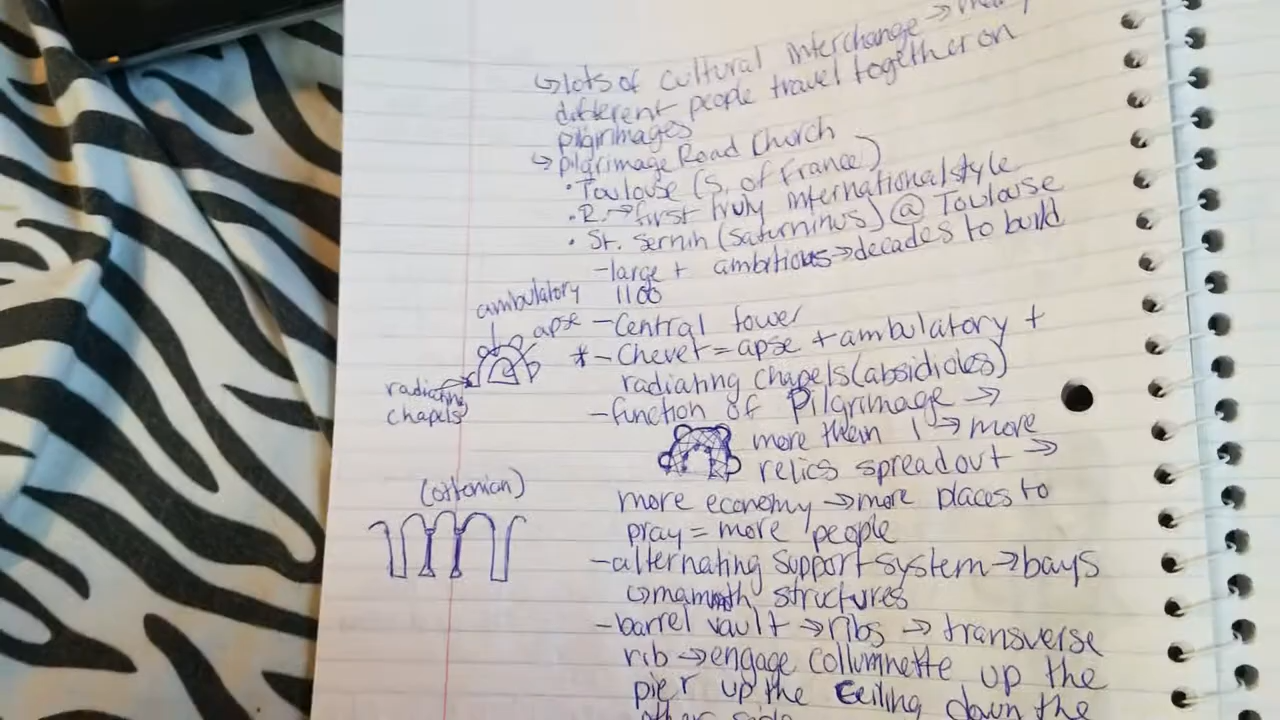 ↳lots of cultural interchange →
different people travel together on
pilgrimages
↳ pilgrimage Road Church
• Toulouse (S. of France)
• R. → first truly international style
• St. Sernin (Saturninus) @ Toulouse
-large + ambitious→decades to build
ambulatory 1100
apse -Central tower
*-Chevet = apse + ambulatory +
radiating chapels (absidioles)
radiating
chapels
-function of Pilgrimage →
more then 1 → more
relics spread out →
(ottonian)
more economy → more places to
pray = more people
-alternating support system → bays
↳mammoth structures
-barrel vault → ribs → transverse
rib → engage collumnette up the
pier up the ceiling down the
other side